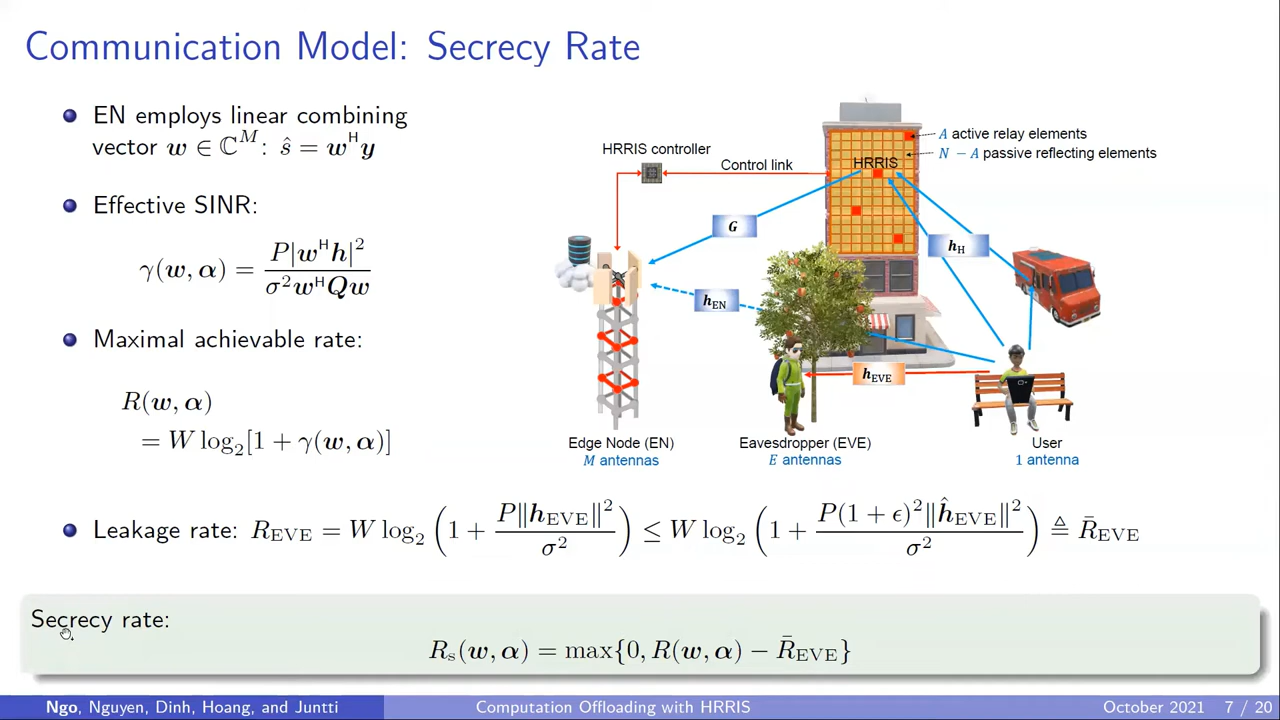 Communication Model: Secrecy Rate
EN employs linear combining
vector w ∈ ℂ^M: ŝ = w^H y
Effective SINR:
γ(w, α) = P|w^H h|² / σ² w^H Q w
Maximal achievable rate:
R(w, α)
= W log₂[1 + γ(w, α)]
HRRIS controller
Control link
HRRIS
A active relay elements
N − A passive reflecting elements
G
h_H
h_EN
h_EVE
Edge Node (EN)
M antennas
Eavesdropper (EVE)
E antennas
User
1 antenna
Leakage rate: R_EVE = W log₂ (1 + P‖h_EVE‖² / σ²) ≤ W log₂ (1 + P(1 + ϵ)²‖ĥ_EVE‖² / σ²) ≜ R̄_EVE
Secrecy rate:
R_s(w, α) = max{0, R(w, α) − R̄_EVE}
Ngo, Nguyen, Dinh, Hoang, and Juntti
Computation Offloading with HRRIS
October 2021 7 / 20